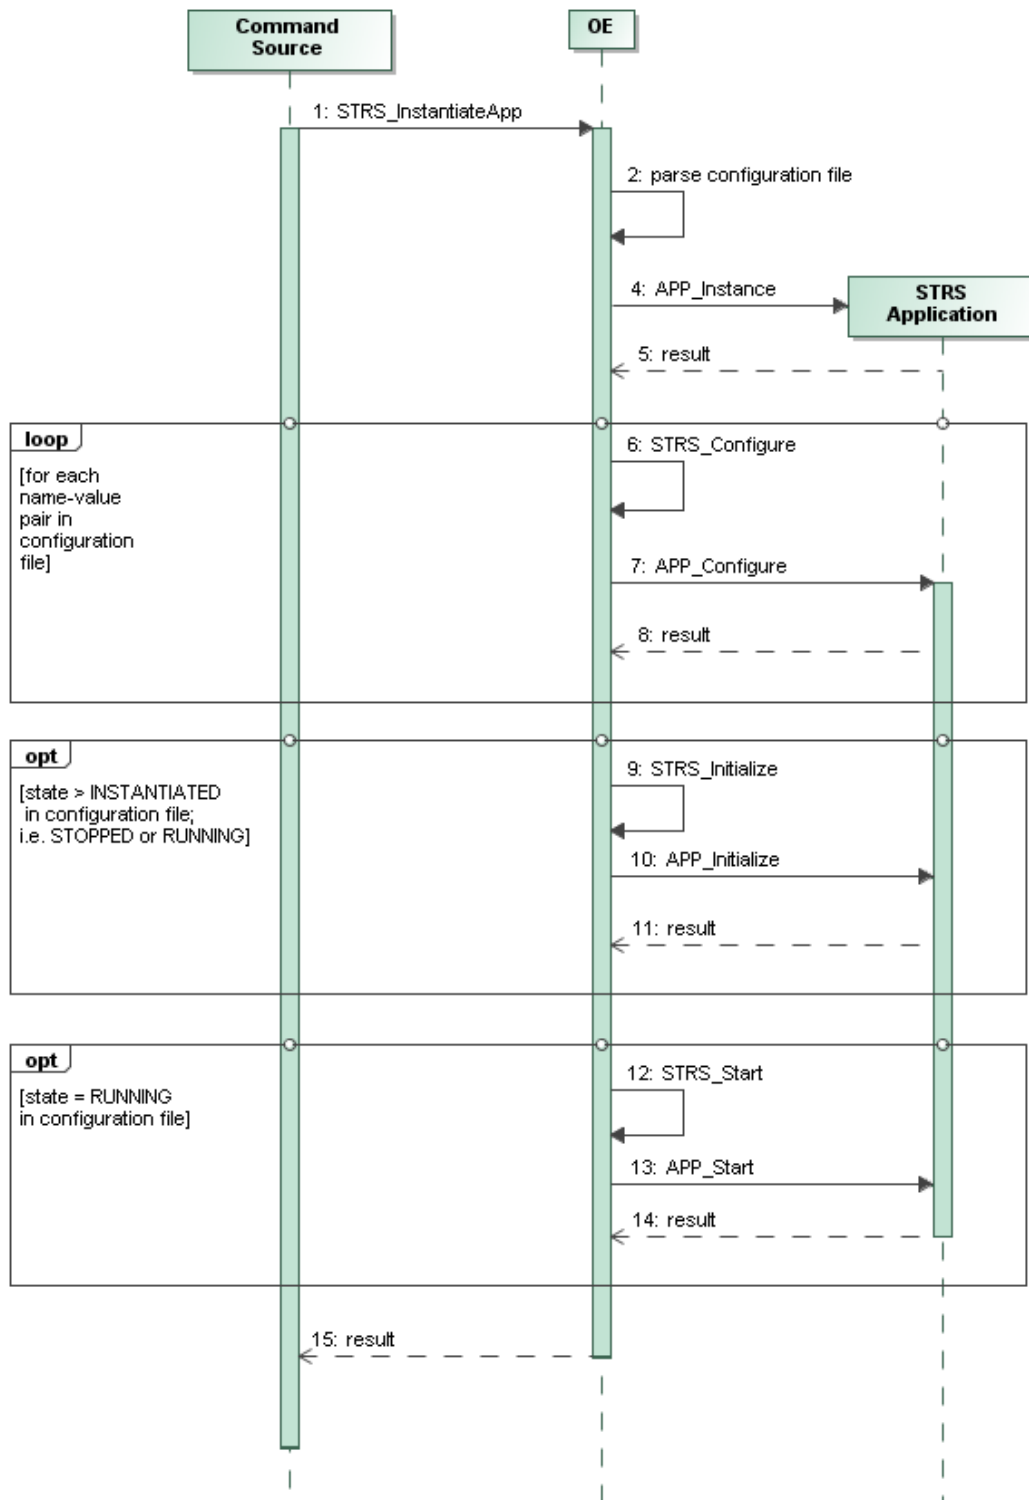 Command
Source
OE
1: STRS_InstantiateApp
2: parse configuration file
4: APP_Instance
STRS
Application
5: result
loop
[for each
name-value
pair in
configuration
file]
6: STRS_Configure
7: APP_Configure
8: result
opt
[state > INSTANTIATED
in configuration file;
i.e. STOPPED or RUNNING]
9: STRS_Initialize
10: APP_Initialize
11: result
opt
[state = RUNNING
in configuration file]
12: STRS_Start
13: APP_Start
14: result
15: result